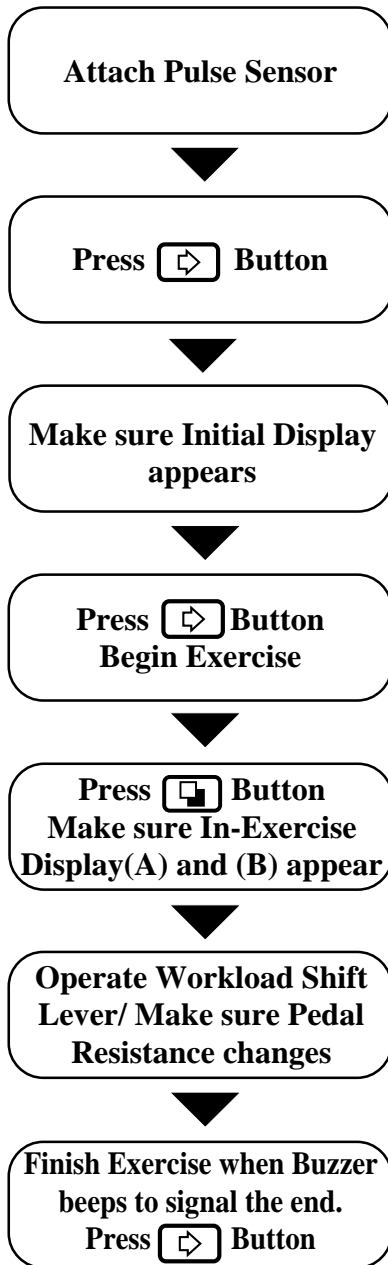 Attach Pulse Sensor
Press Button
Make sure Initial Display
appears
Press Button
Begin Exercise
Press Button
Make sure In-Exercise
Display(A) and (B) appear
Operate Workload Shift
Lever/ Make sure Pedal
Resistance changes
Finish Exercise when Buzzer
beeps to signal the end.
Press Button